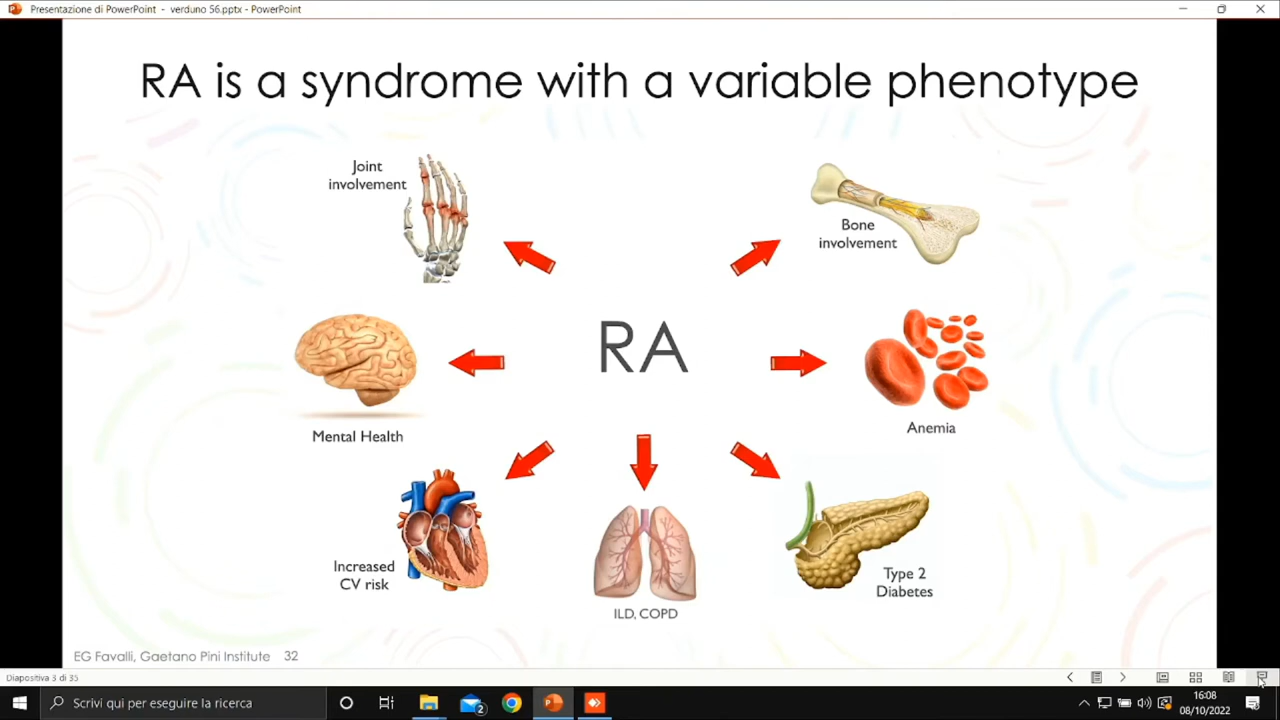 Presentazione di PowerPoint - verduno 56.pptx - PowerPoint
RA is a syndrome with a variable phenotype
Joint
involvement
Bone
involvement
RA
Mental Health
Anemia
Increased
CV risk
ILD, COPD
Type 2
Diabetes
EG Favalli, Gaetano Pini Institute 32
Diapositiva 3 di 35
Scrivi qui per eseguire la ricerca
2
16:08
08/10/2022